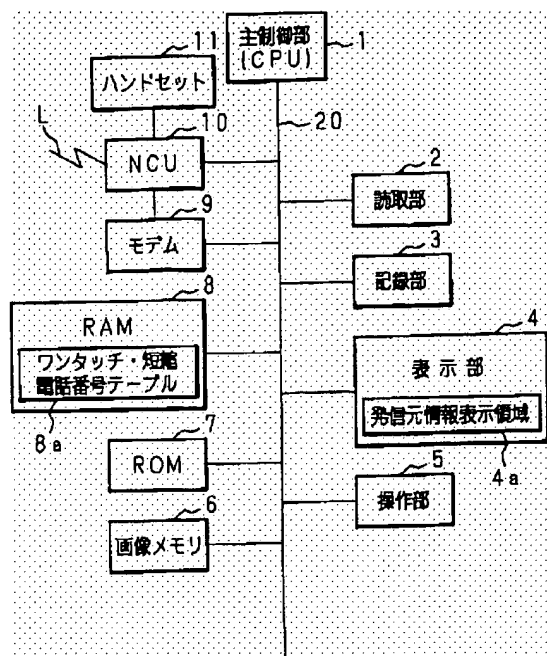 11
ハンドセット
主制御部
(CPU)
1
L
10
NCU
20
2
読取部
9
モデム
3
記録部
8
RAM
ワンタッチ・短縮
電話番号テーブル
8a
4
表示部
発信元情報表示領域
4a
7
ROM
5
操作部
6
画像メモリ